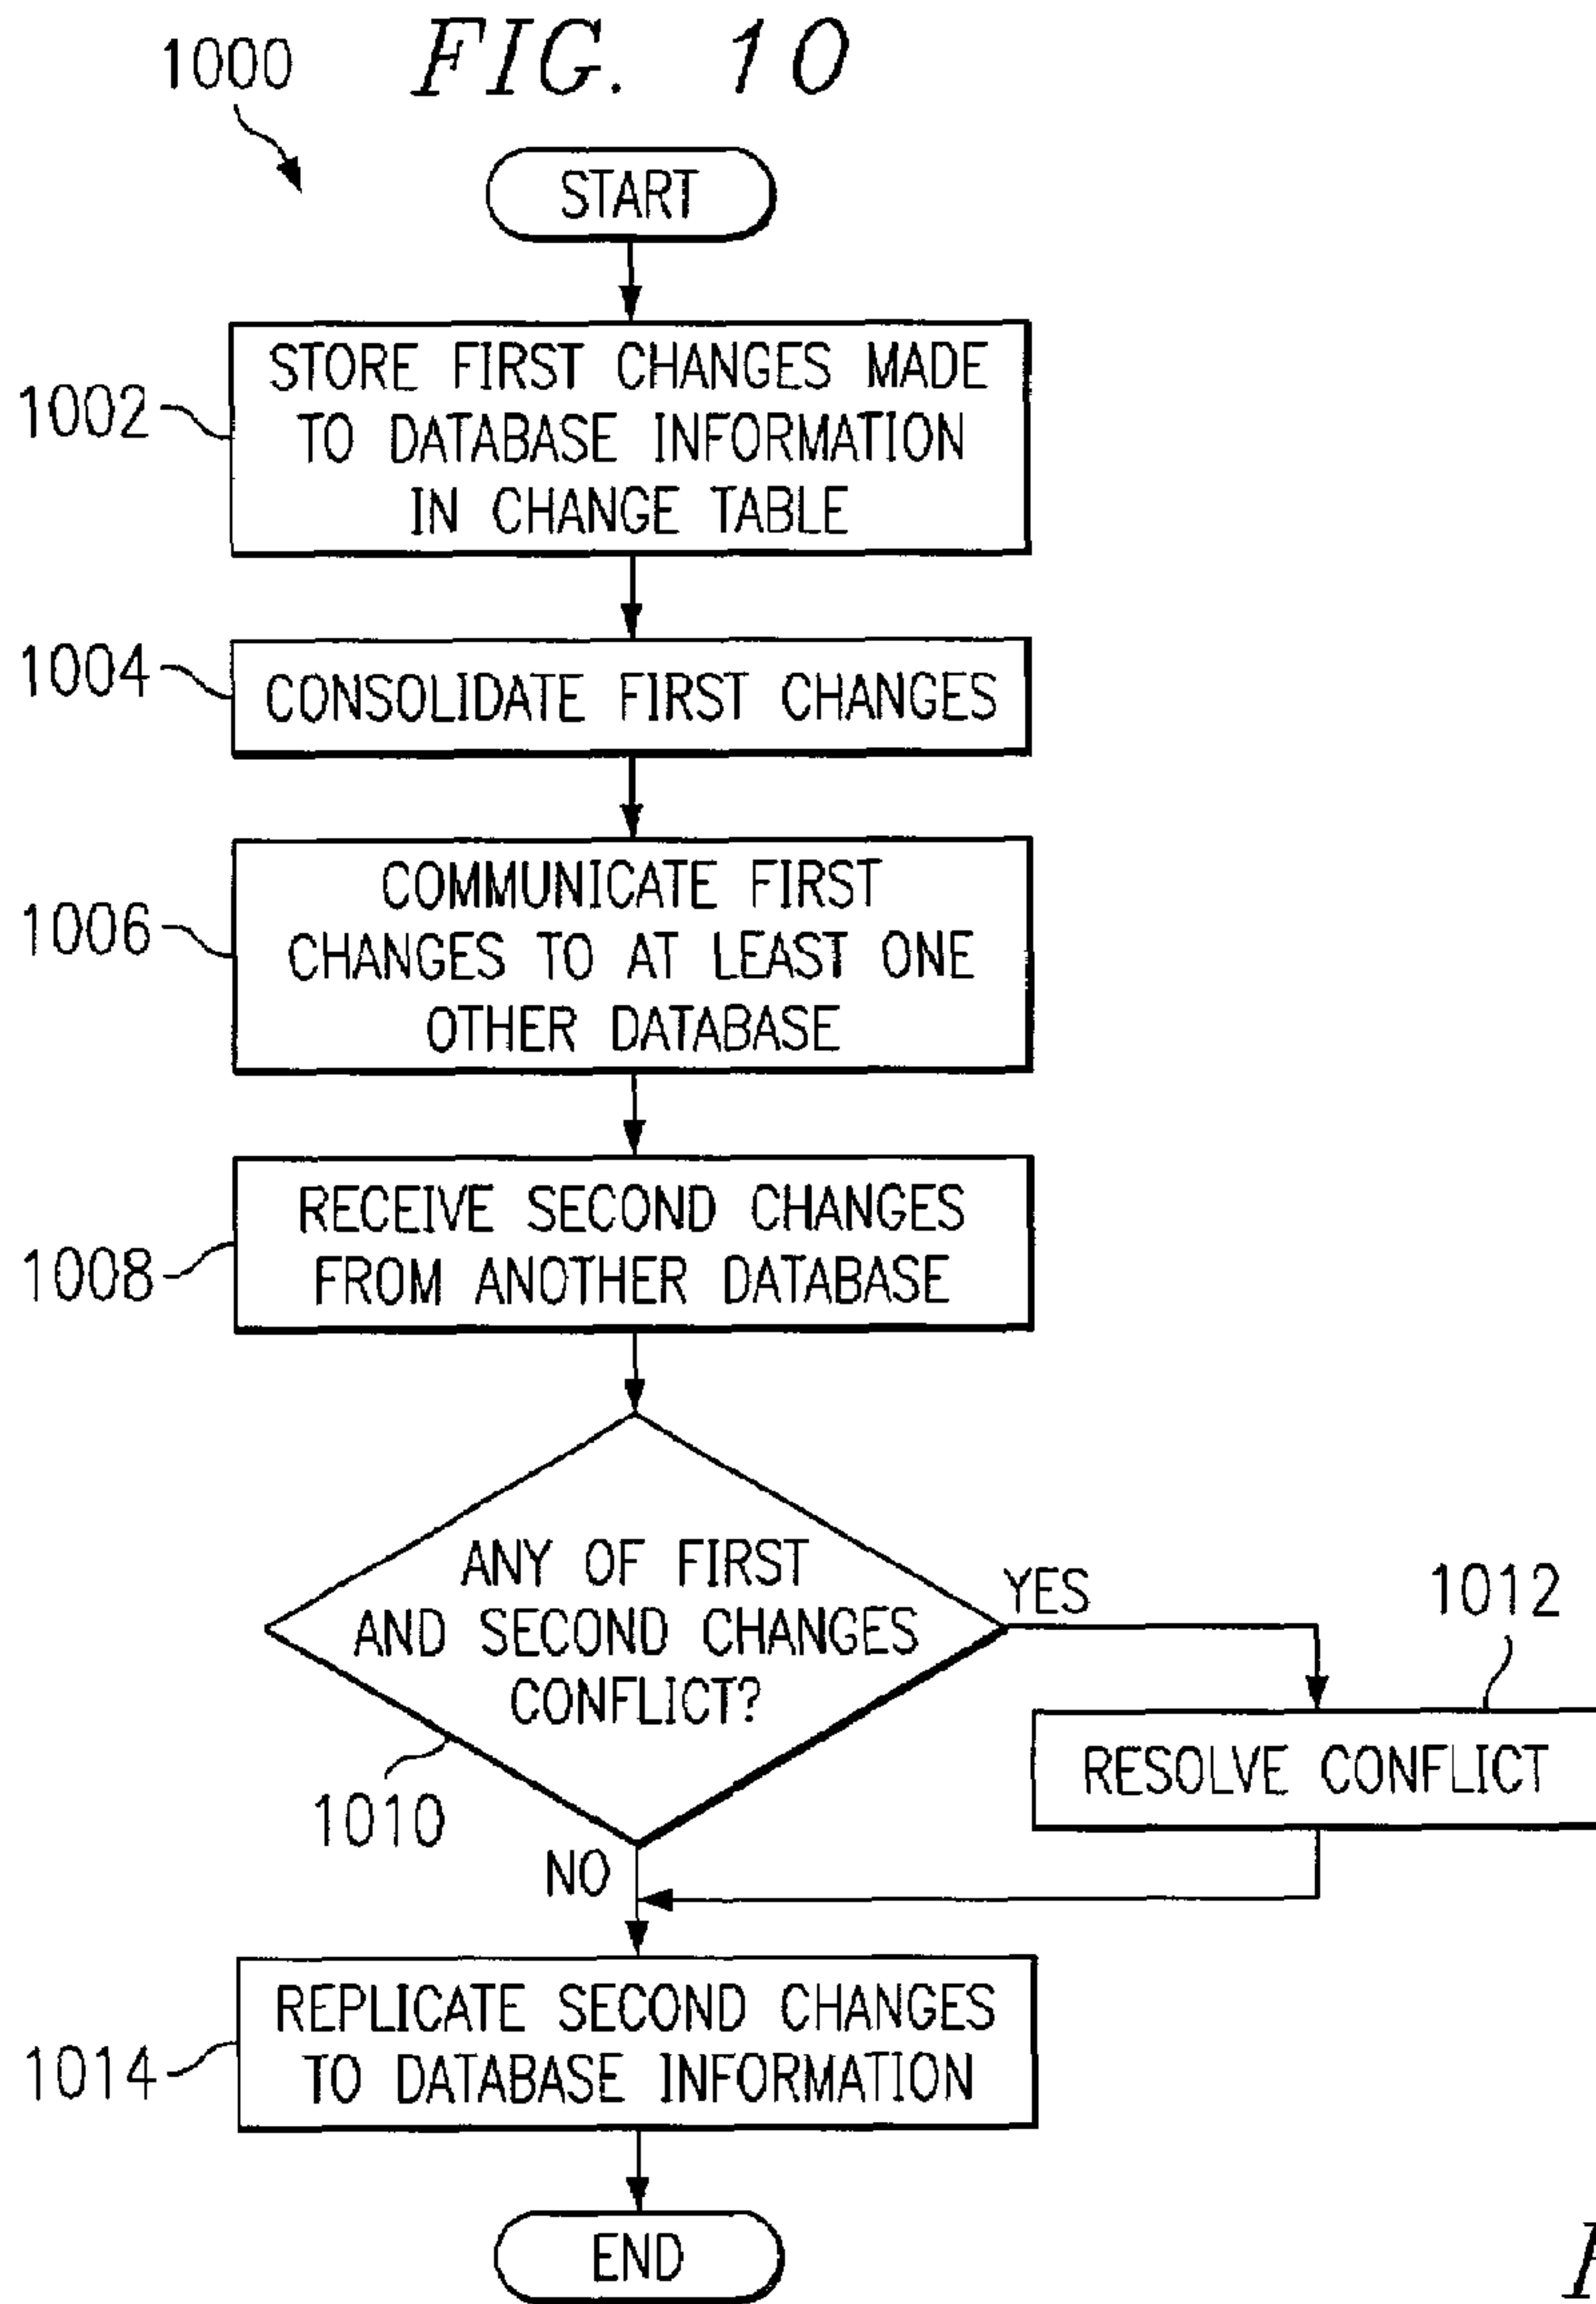 FIG. 10
1000
START
STORE FIRST CHANGES MADE
TO DATABASE INFORMATION
IN CHANGE TABLE
1002
CONSOLIDATE FIRST CHANGES
1004
COMMUNICATE FIRST
CHANGES TO AT LEAST ONE
OTHER DATABASE
1006
RECEIVE SECOND CHANGES
FROM ANOTHER DATABASE
1008
ANY OF FIRST
AND SECOND CHANGES
CONFLICT?
1010
YES
1012
RESOLVE CONFLICT
NO
REPLICATE SECOND CHANGES
TO DATABASE INFORMATION
1014
END